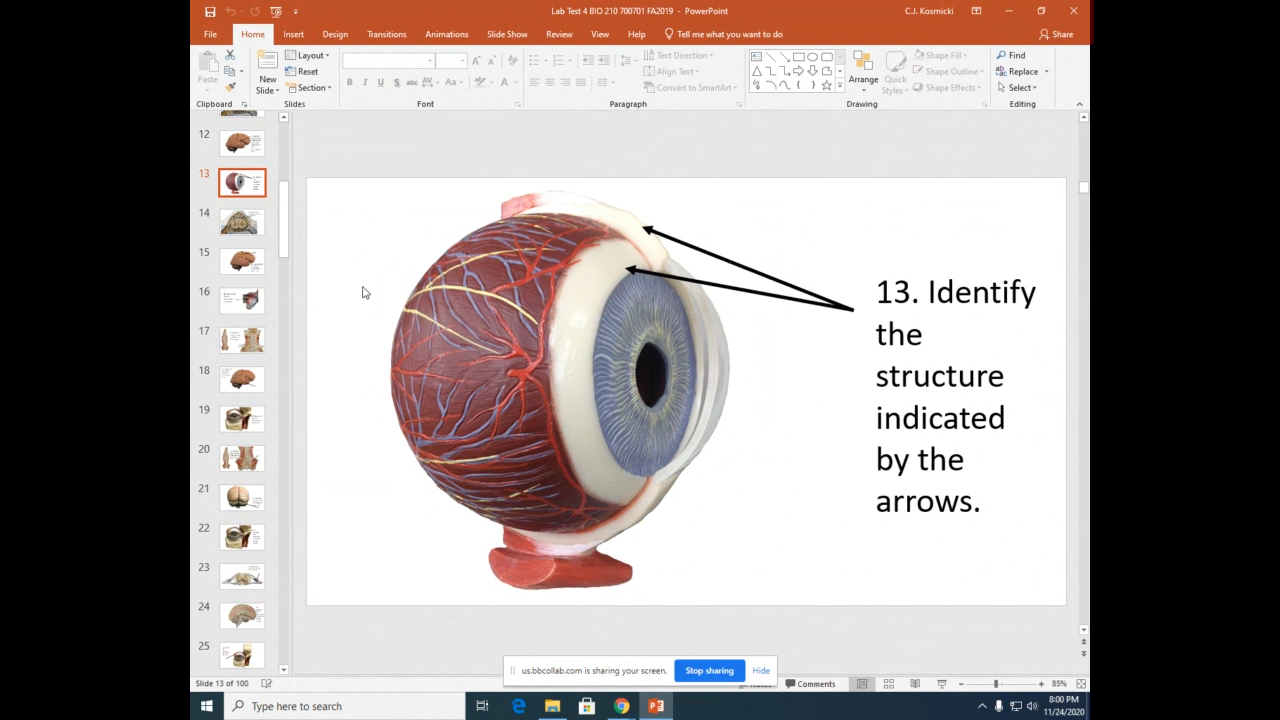 Lab Test 4 BIO 210 700701 FA2019 - PowerPoint
C.J. Kosmicki
File Home Insert Design Transitions Animations Slide Show Review View Help Tell me what you want to do Share
Paste
Clipboard
New Slide
Layout
Reset
Section
Slides
B I U S abc AV Aa A
Font
Text Direction
Align Text
Convert to SmartArt
Paragraph
Arrange
Quick Styles
Shape Fill
Shape Outline
Shape Effects
Drawing
Find
Replace
Select
Editing
12
13
14
15
16
17
18
19
20
21
22
23
24
25
13. Identify
the
structure
indicated
by the
arrows.
us.bbcollab.com is sharing your screen. Stop sharing Hide
Slide 13 of 100
Comments
85%
Type here to search
8:00 PM
11/24/2020